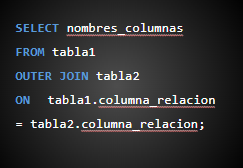 SELECT nombres_columnas
FROM tabla1
OUTER JOIN tabla2
ON tabla1.columna_relacion
= tabla2.columna_relacion;